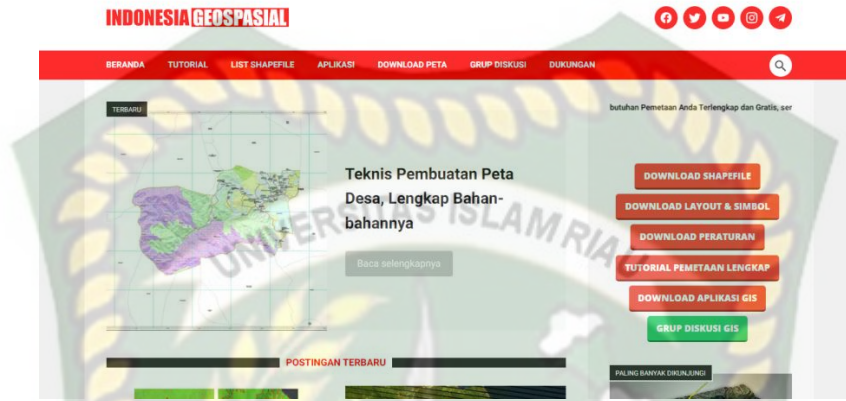 INDONESIA GEOSPASIAL
BERANDA TUTORIAL LIST SHAPEFILE APLIKASI DOWNLOAD PETA GRUP DISKUSI DUKUNGAN
TERBARU
Teknis Pembuatan Peta
Desa, Lengkap Bahan-
bahannya
Baca selengkapnya
UNIVERSITAS ISLAM RIAU
butuhan Pemetaan Anda Terlengkap dan Gratis, ser
DOWNLOAD SHAPEFILE
DOWNLOAD LAYOUT & SIMBOL
DOWNLOAD PERATURAN
TUTORIAL PEMETAAN LENGKAP
DOWNLOAD APLIKASI GIS
GRUP DISKUSI GIS
POSTINGAN TERBARU
PALING BANYAK DIKUNJUNGI